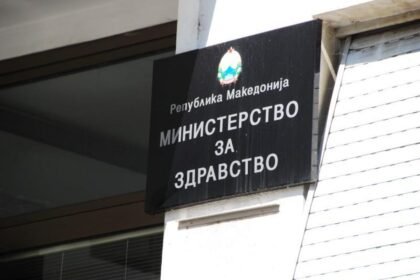 Република Македонија
МИНИСТЕРСТВО
ЗА
ЗДРАВСТВО